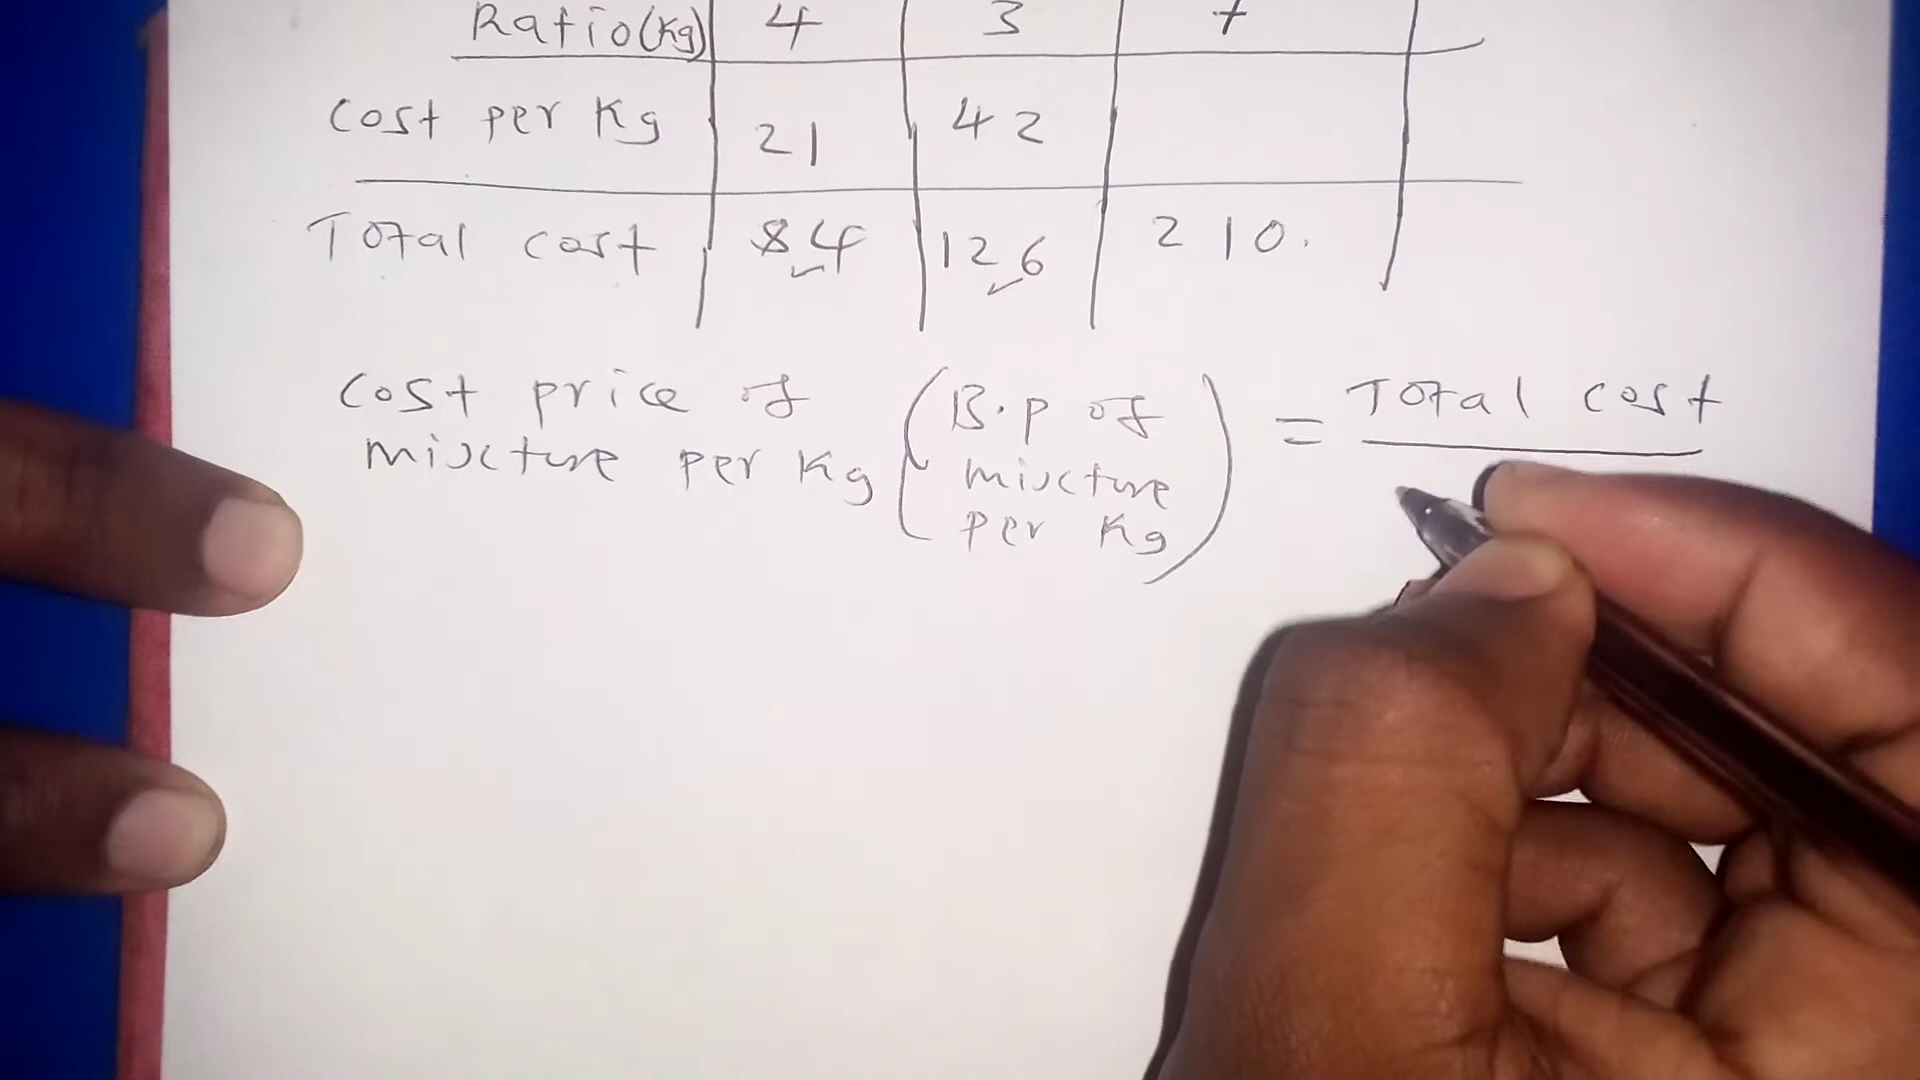 Ratio(kg) 4 3 7
Cost per kg 21 42
Total cost 84 126 210.
Cost price of mixture per kg (B.P of mixture per kg) = Total cost